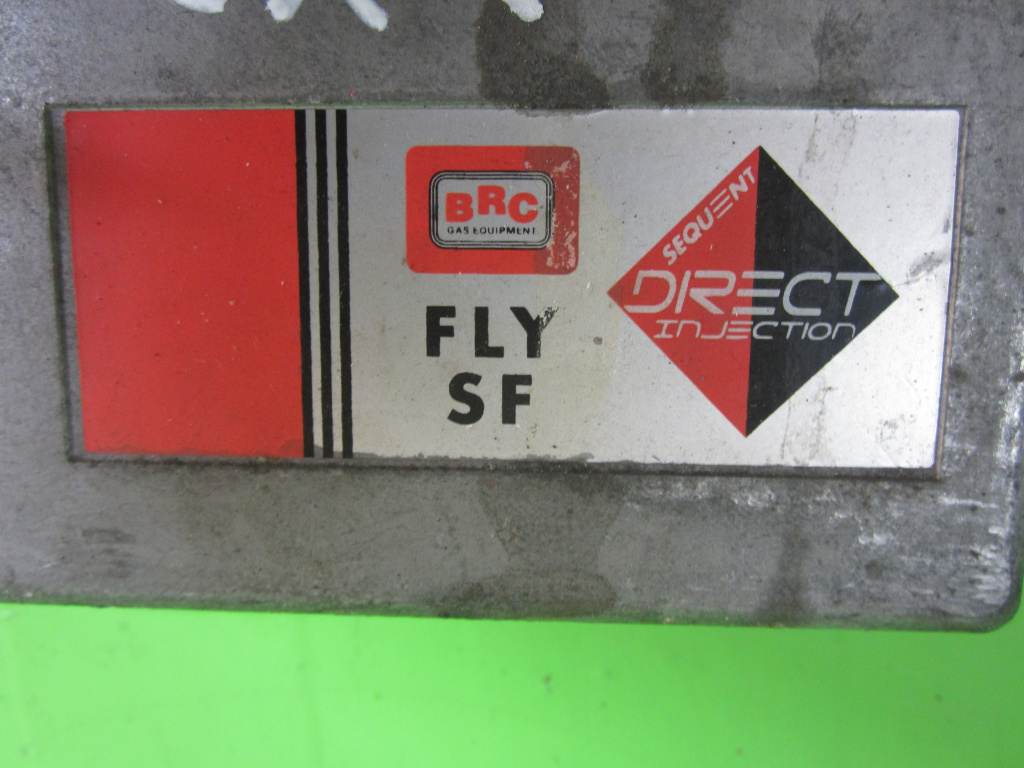 BRC
GAS EQUIPMENT
FLY
SF
SEQUENT
DIRECT
INJECTION